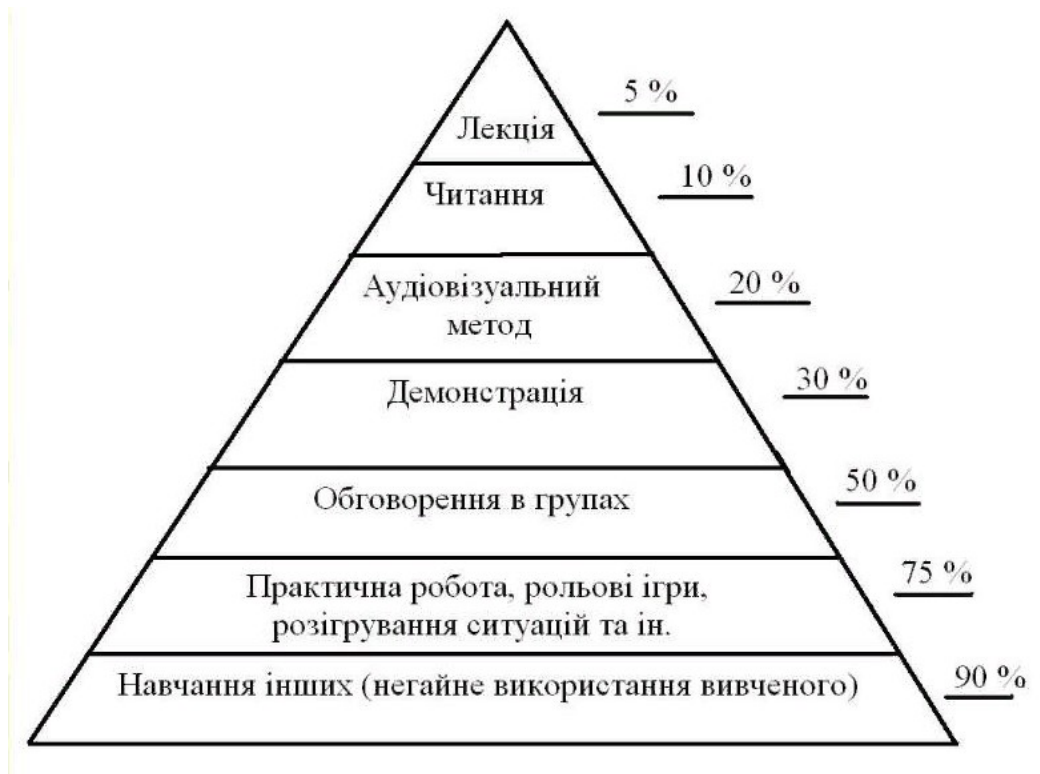 5 %
Лекція
10 %
Читання
20 %
Аудіовізуальний
метод
30 %
Демонстрація
50 %
Обговорення в групах
75 %
Практична робота, рольові ігри,
розігрування ситуацій та ін.
90 %
Навчання інших (негайне використання вивченого)